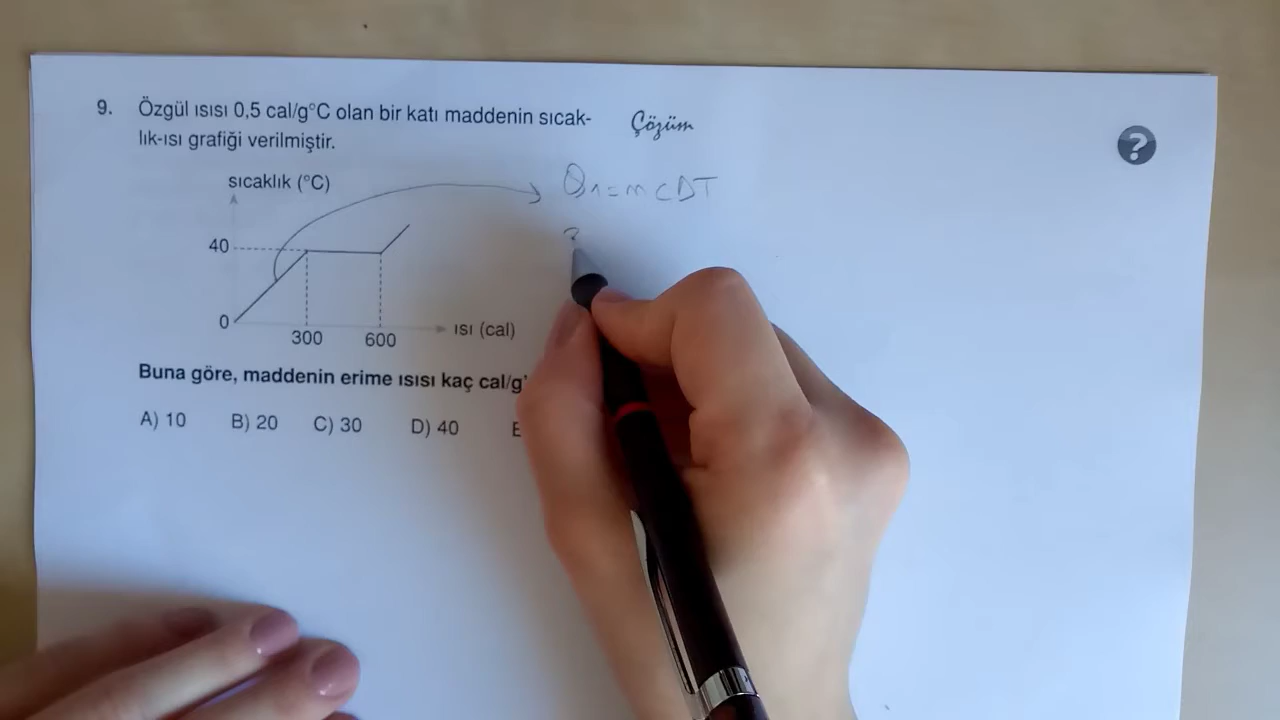 9. Özgül ısısı 0,5 cal/g°C olan bir katı maddenin sıcak-
lık-ısı grafiği verilmiştir.
Çözüm
?
sıcaklık (°C)
Q1=mcΔT
40
0
300
600
ısı (cal)
Buna göre, maddenin erime ısısı kaç cal/g'
A) 10 B) 20 C) 30 D) 40 E